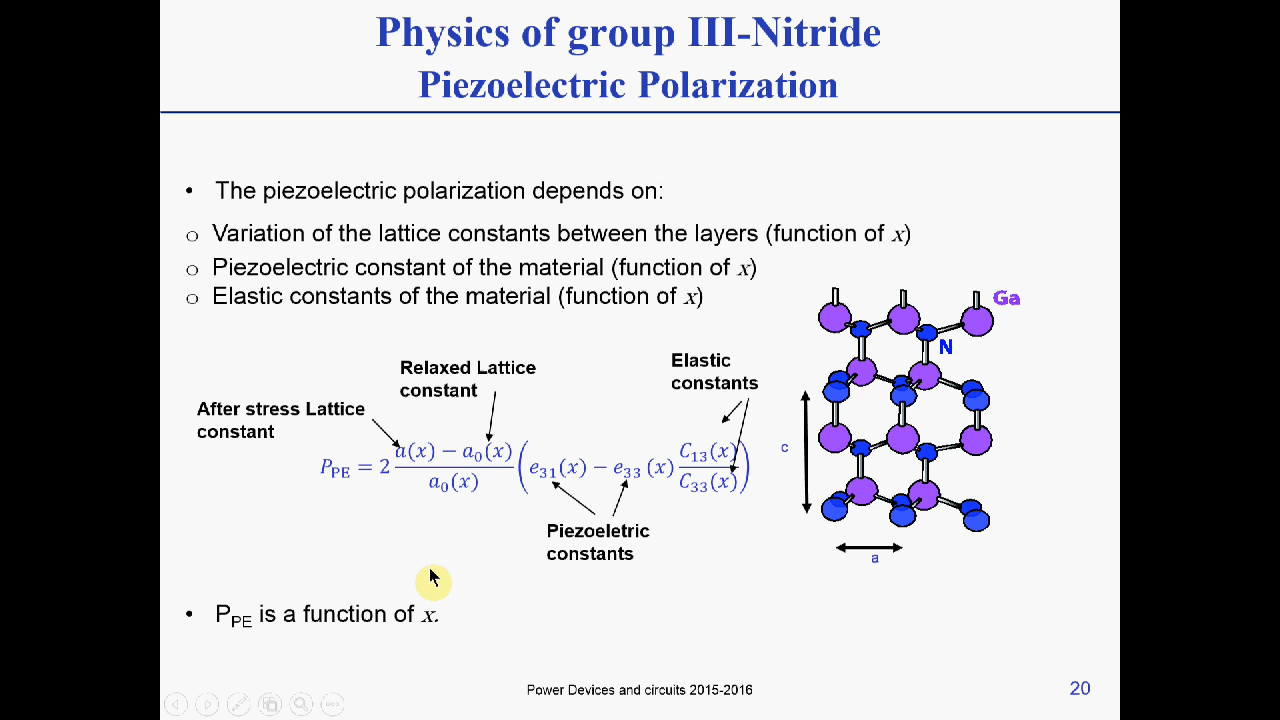 Physics of group III-Nitride
Piezoelectric Polarization
• The piezoelectric polarization depends on:
o Variation of the lattice constants between the layers (function of x)
o Piezoelectric constant of the material (function of x)
o Elastic constants of the material (function of x)
Ga
N
Relaxed Lattice
constant
Elastic
constants
After stress Lattice
constant
P_PE = 2 (a(x) − a_0(x))/(a_0(x)) (e_31(x) − e_33 (x) C_13(x)/C_33(x))
c
Piezoeletric
constants
a
• P_PE is a function of x.
Power Devices and circuits 2015-2016
20